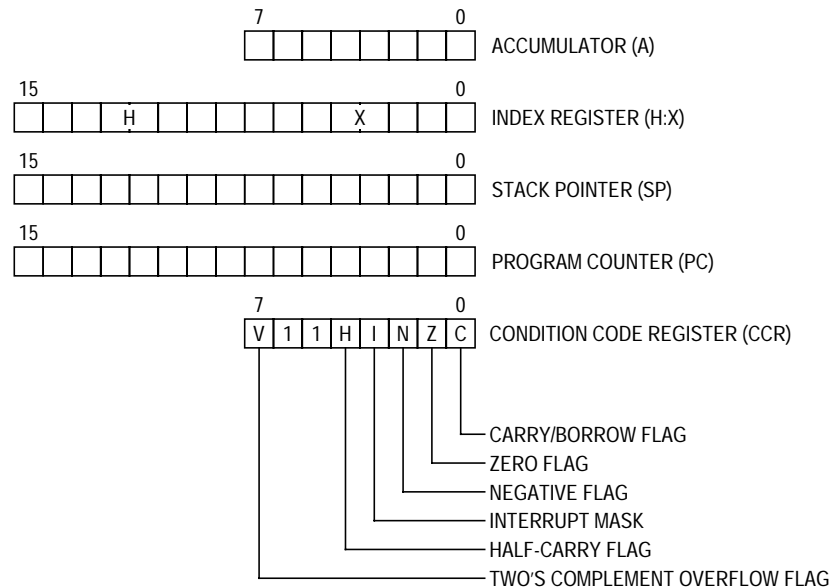 7 0
ACCUMULATOR (A)
15 0
H X INDEX REGISTER (H:X)
15 0
STACK POINTER (SP)
15 0
PROGRAM COUNTER (PC)
7 0
V 1 1 H I N Z C CONDITION CODE REGISTER (CCR)
CARRY/BORROW FLAG
ZERO FLAG
NEGATIVE FLAG
INTERRUPT MASK
HALF-CARRY FLAG
TWO'S COMPLEMENT OVERFLOW FLAG